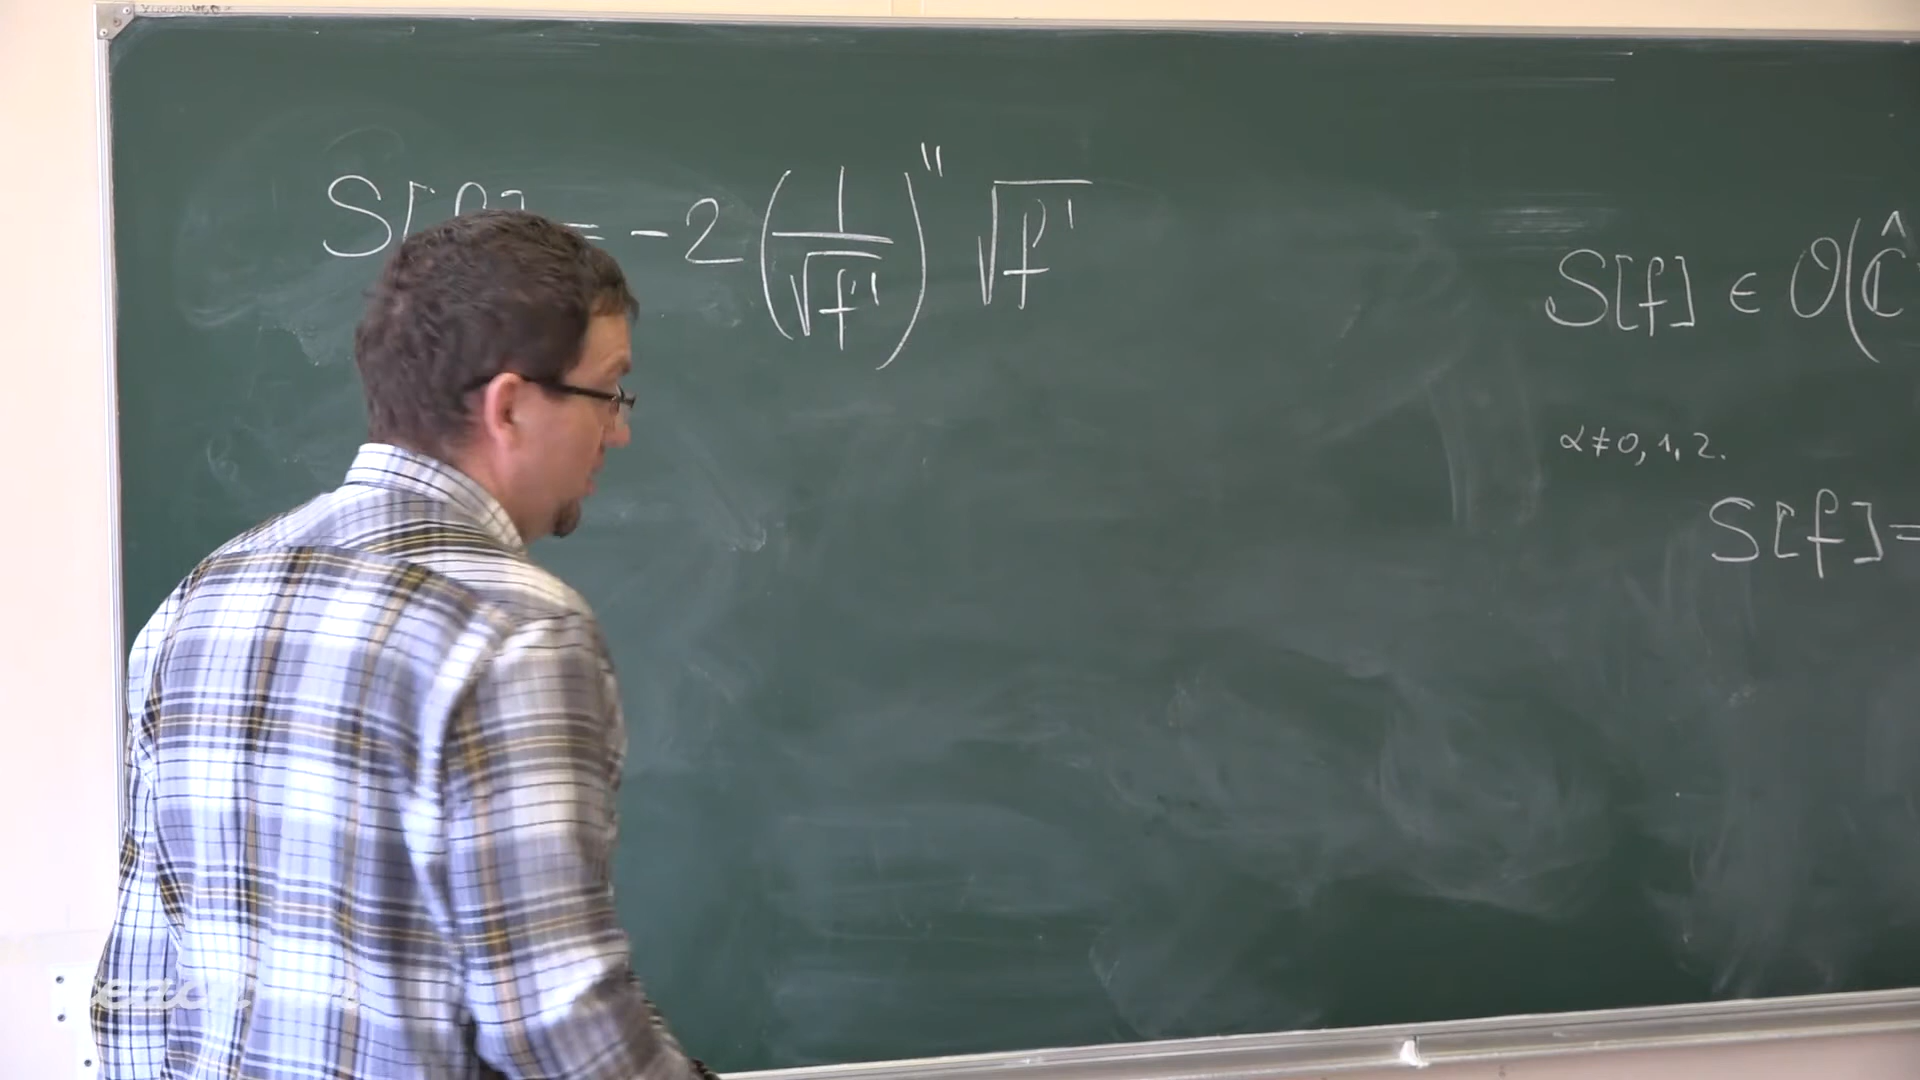 S[f] = -2 (1/√f')'' √f'
S[f] ∈ O(Ĉ
α ≠ 0, 1, 2.
S[f] =